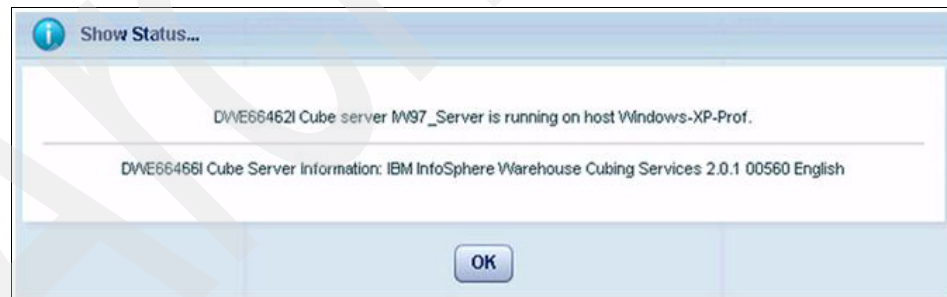 Show Status...
DWE66462I Cube server IW97_Server is running on host Windows-XP-Prof.
DWE66466I Cube Server Information: IBM InfoSphere Warehouse Cubing Services 2.0.1 00560 English
OK